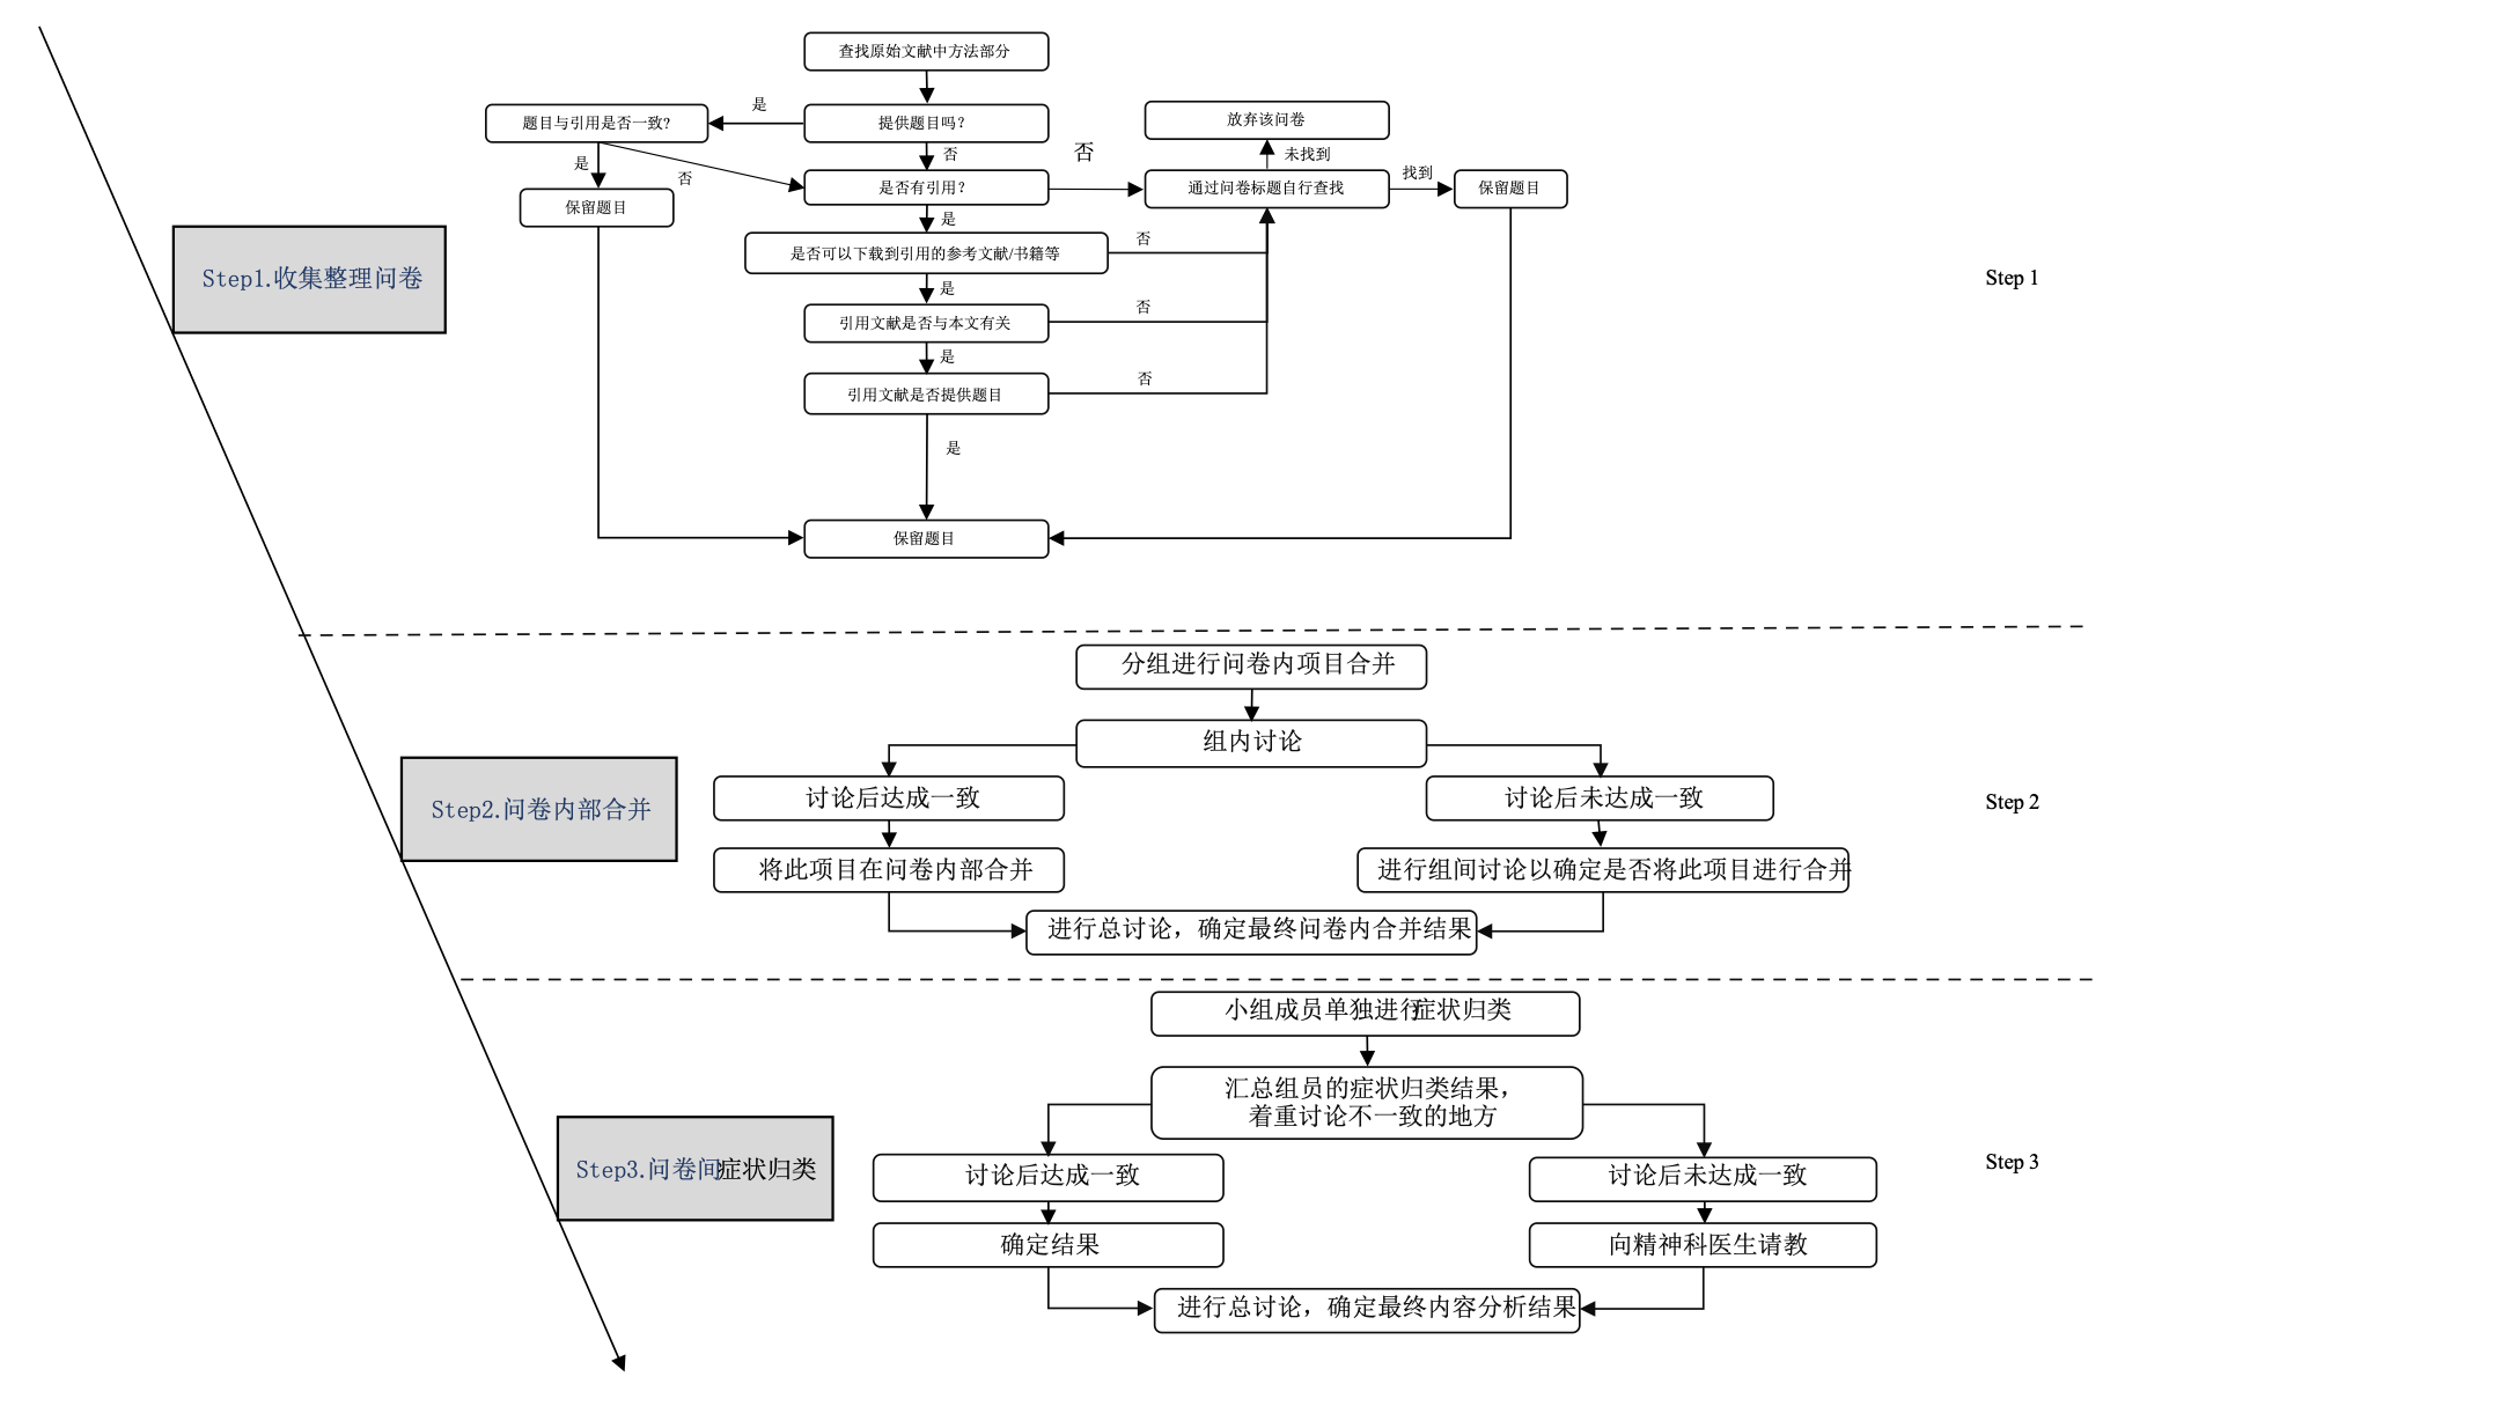 查找原始文献中方法部分
是
题目与引用是否一致?
提供题目吗?
放弃该问卷
是
否
否
否
未找到
是否有引用?
通过问卷标题自行查找
找到
保留题目
保留题目
是
是否可以下载到引用的参考文献/书籍等
否
Step1.收集整理问卷
Step 1
是
否
引用文献是否与本文有关
是
否
引用文献是否提供题目
是
保留题目
分组进行问卷内项目合并
组内讨论
讨论后达成一致
讨论后未达成一致
Step2.问卷内部合并
Step 2
将此项目在问卷内部合并
进行组间讨论以确定是否将此项目进行合并
进行总讨论，确定最终问卷内合并结果
小组成员单独进行症状归类
汇总组员的症状归类结果，
着重讨论不一致的地方
Step3.问卷间症状归类
Step 3
讨论后达成一致
讨论后未达成一致
确定结果
向精神科医生请教
进行总讨论，确定最终内容分析结果